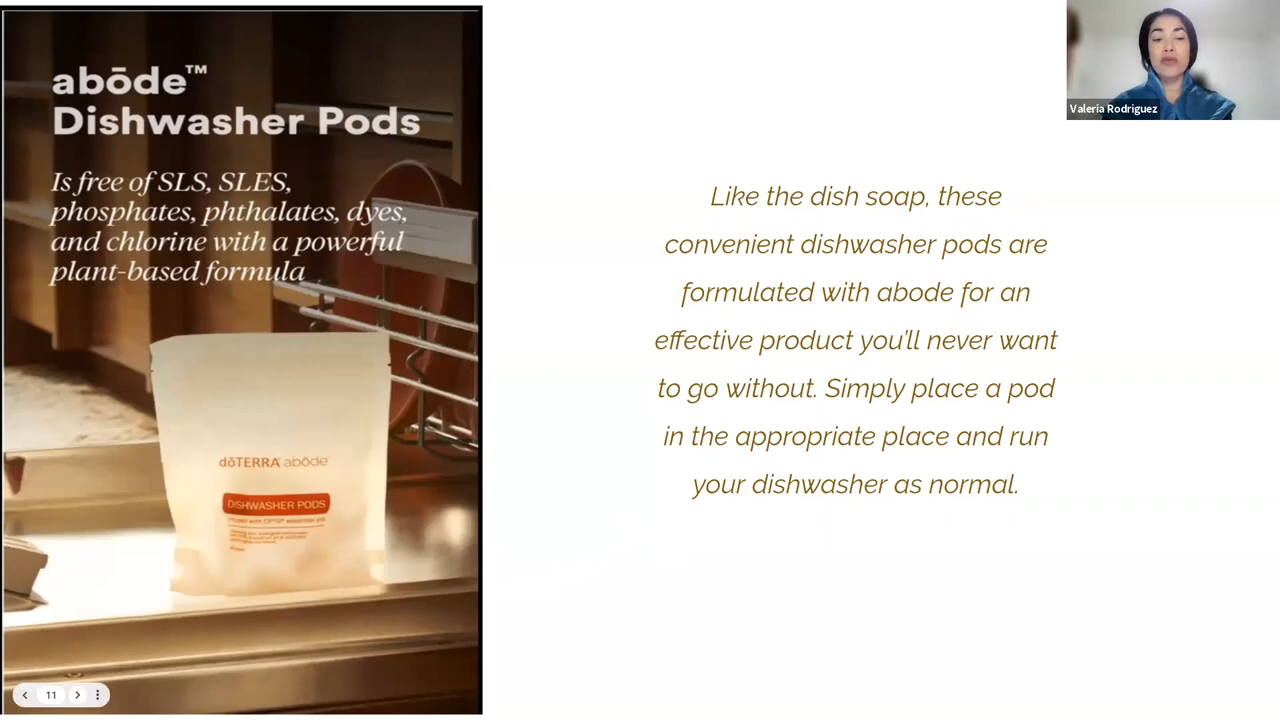 abōde™
Dishwasher Pods
Is free of SLS, SLES,
phosphates, phthalates, dyes,
and chlorine with a powerful
plant-based formula
dōTERRA abōde
DISHWASHER PODS
11
Like the dish soap, these
convenient dishwasher pods are
formulated with abode for an
effective product you'll never want
to go without. Simply place a pod
in the appropriate place and run
your dishwasher as normal.
Valeria Rodriguez